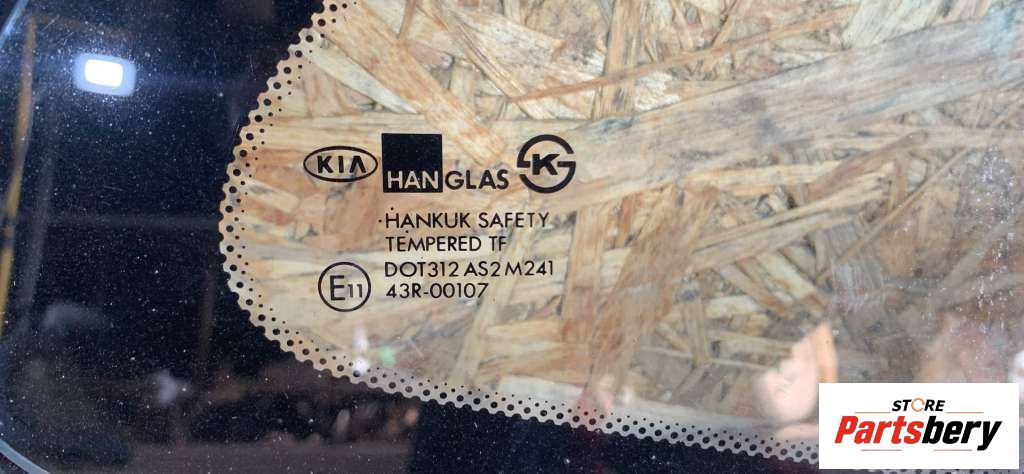 KIA HANGLAS K
HANKUK SAFETY
TEMPERED TF
DOT312 AS2 M241
E11 43R-00107
STORE
Partsbery